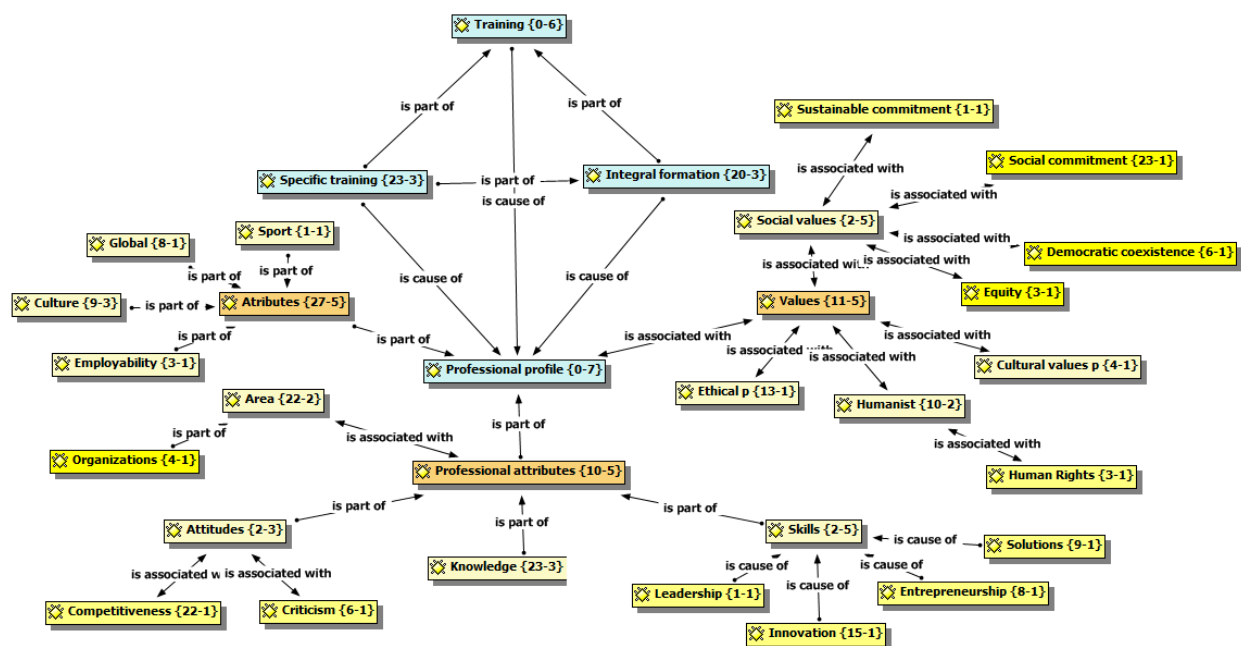 Training {0-6}
is part of
is part of
Sustainable commitment {1-1}
is associated with
Social commitment {23-1}
Specific training {23-3}
is part of
Integral formation {20-3}
is cause of
is associated with
Social values {2-5}
Sport {1-1}
Global {8-1}
is associated with
Democratic coexistence {6-1}
is part of
is part of
is cause of
is cause of
is associated with
is associated with
Culture {9-3}
is part of
Atributes {27-5}
Equity {3-1}
Values {11-5}
is part of
is part of
is associated with
is associated with
Employability {3-1}
is associated with
is associated with
Professional profile {0-7}
Cultural values p {4-1}
Ethical p {13-1}
Area {22-2}
Humanist {10-2}
is part of
is associated with
is part of
is associated with
Organizations {4-1}
Professional attributes {10-5}
Human Rights {3-1}
is part of
is part of
is part of
Attitudes {2-3}
Skills {2-5}
is cause of
Solutions {9-1}
Knowledge {23-3}
is associated w
is associated with
is cause of
is cause of
is cause of
Leadership {1-1}
Entrepreneurship {8-1}
Competitiveness {22-1}
Criticism {6-1}
Innovation {15-1}